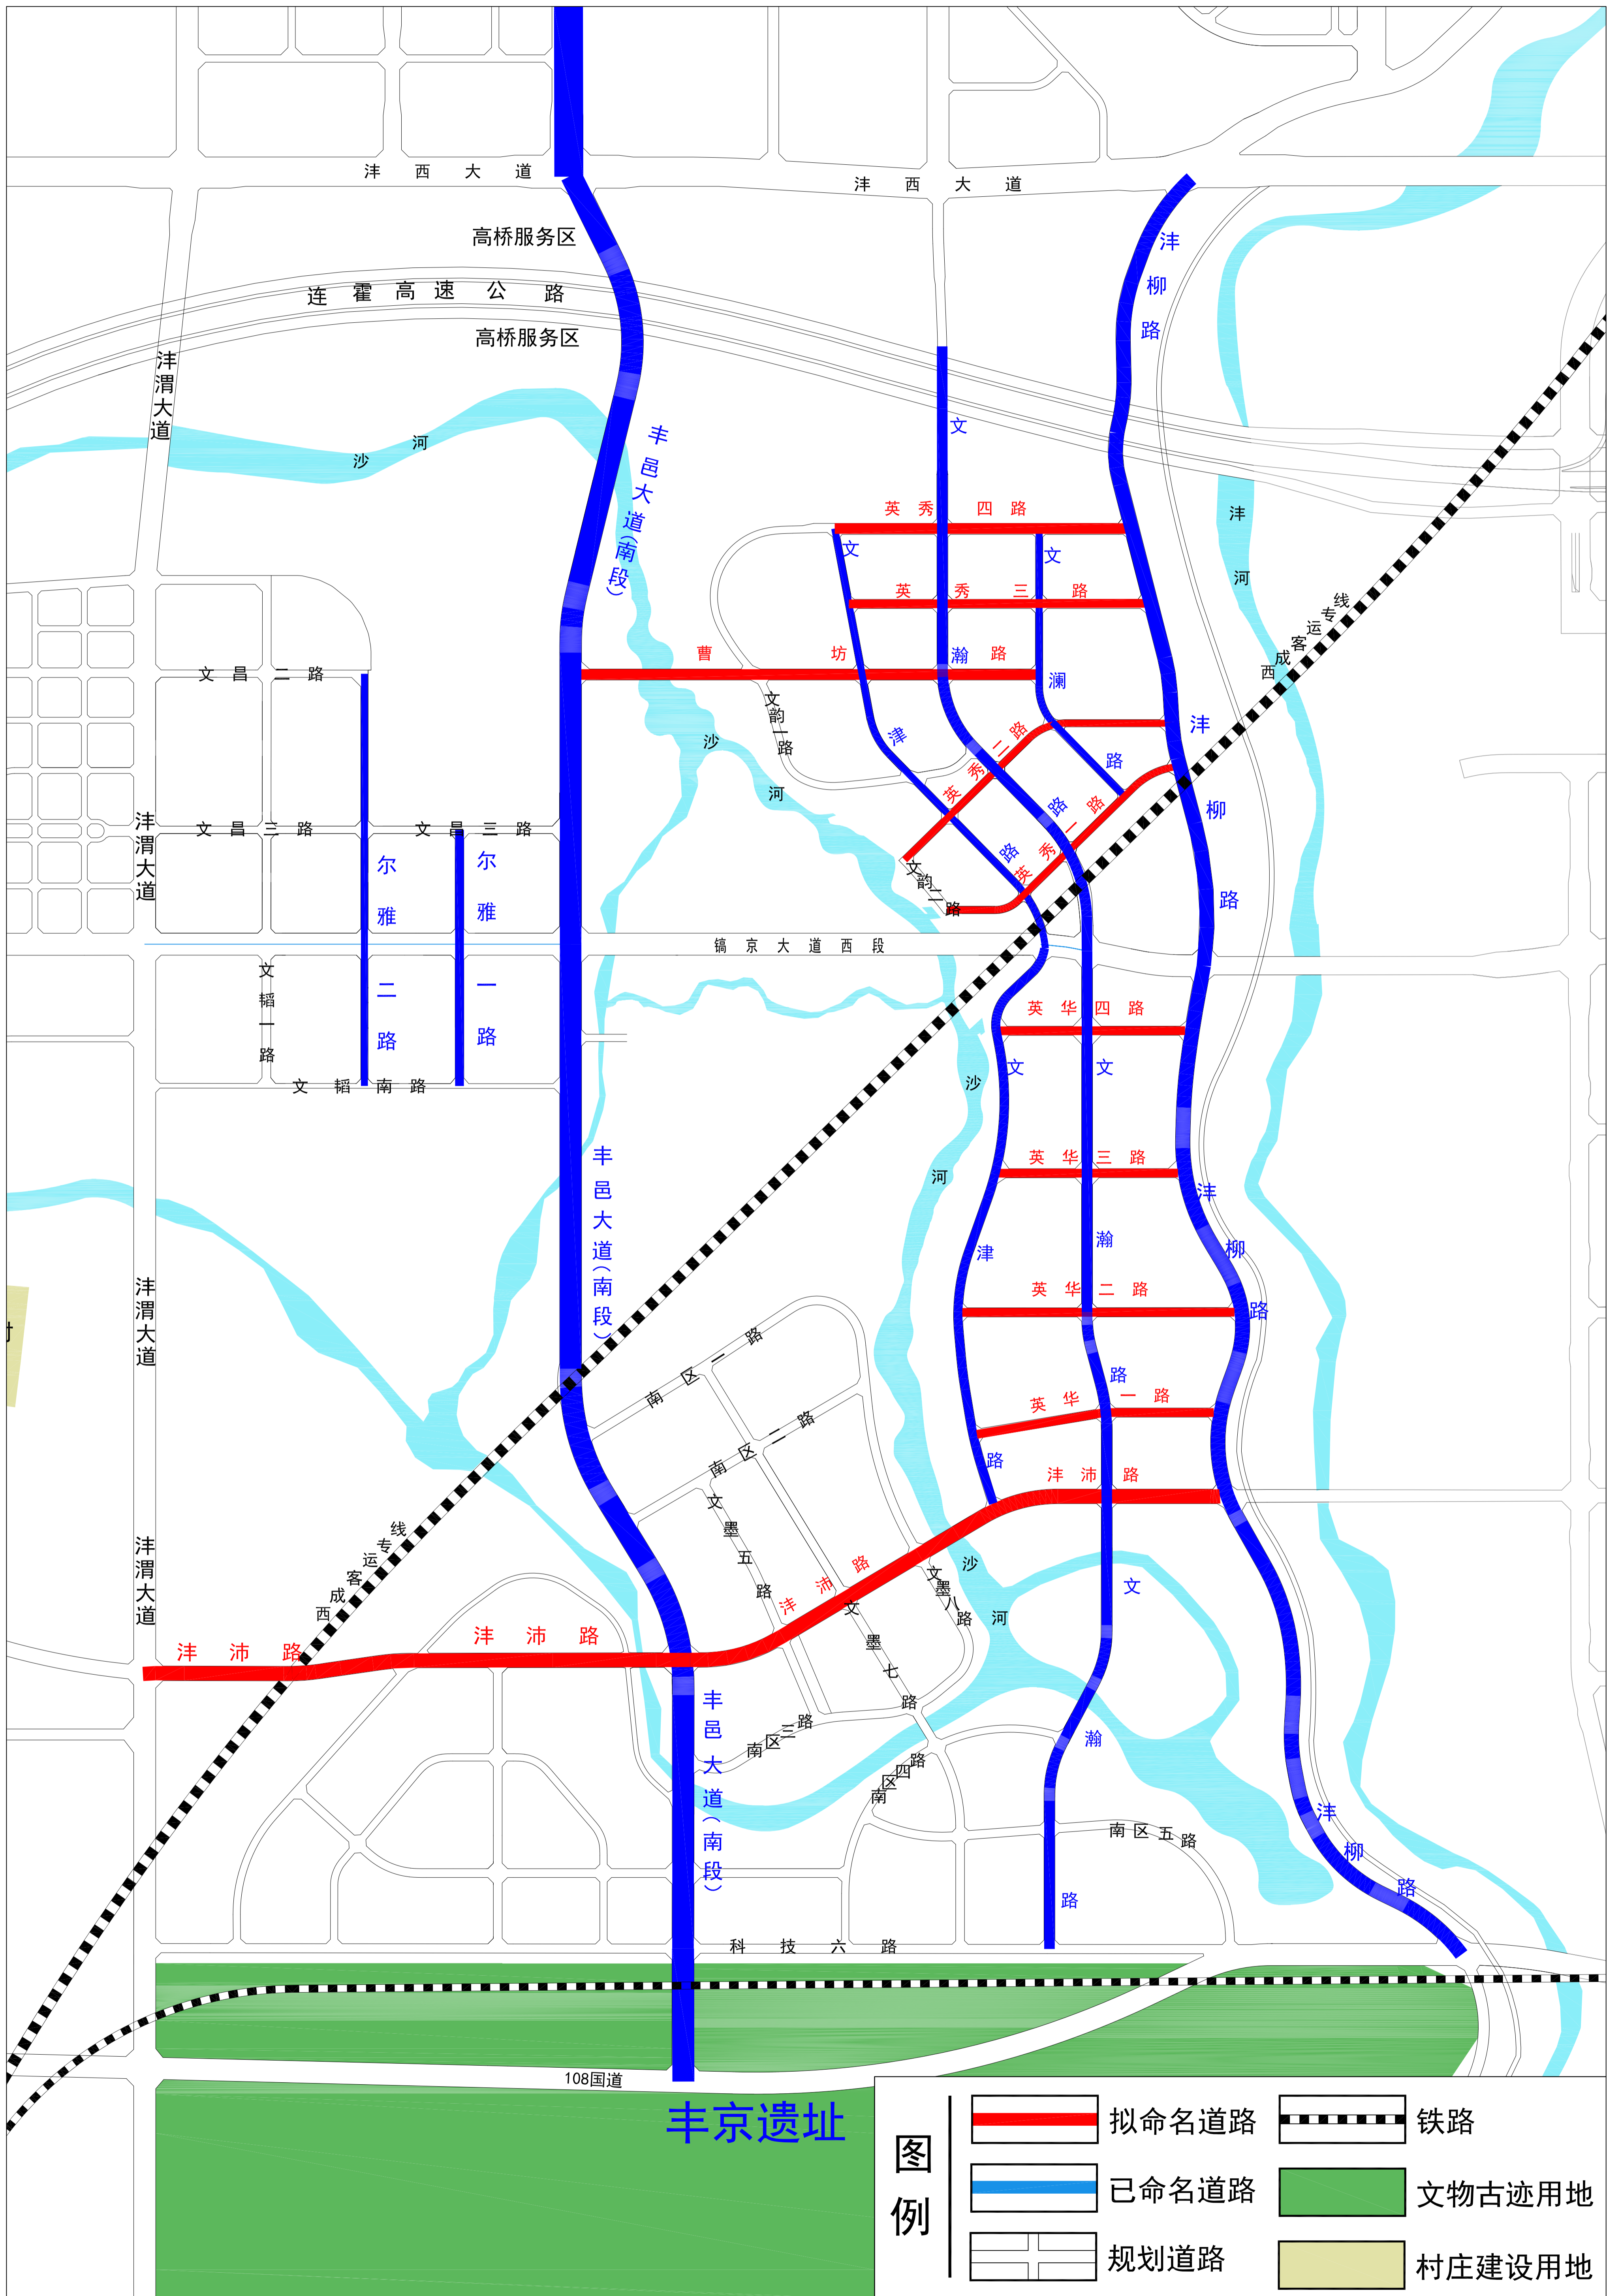 沣西大道
沣西大道
高桥服务区
连霍高速公路
高桥服务区
沣柳路
沣渭大道
沙河
丰邑大道(南段)
文瀚路
英秀四路
文津路
文澜路
沣河
英秀三路
西成客运专线
曹坊路
文昌二路
文韵一路
沙河
英秀二路
沣柳路
英秀一路
沣渭大道
文昌三路
文昌三路
尔雅二路
尔雅一路
文韵二路
镐京大道西段
文韬一路
英华四路
文韬南路
沙河
文津路
文瀚路
英华三路
丰邑大道(南段)
沣柳路
沣渭大道
英华二路
南区一路
英华一路
南区二路
沣沛路
文墨五路
沣渭大道
西成客运专线
沣沛路
文墨八路
沙河
文瀚路
文墨七路
沣沛路
沣沛路
丰邑大道(南段)
南区三路
南区四路
南区五路
沣柳路
科技六路
108国道
丰京遗址
图例
拟命名道路
铁路
已命名道路
文物古迹用地
规划道路
村庄建设用地